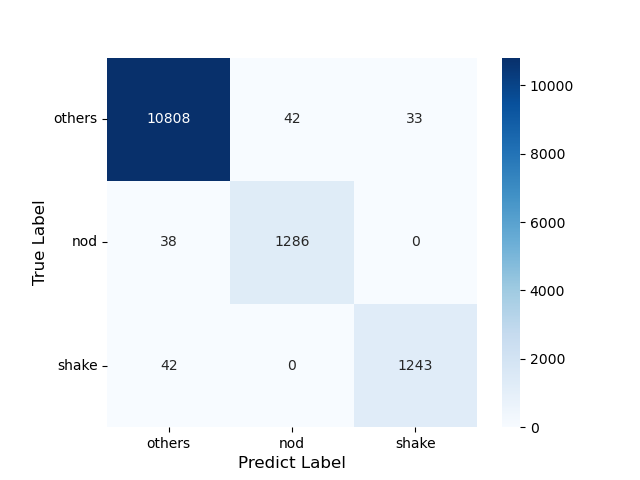 others 10808 42 33
nod 38 1286 0
shake 42 0 1243
others nod shake
True Label
Predict Label
10000
8000
6000
4000
2000
0